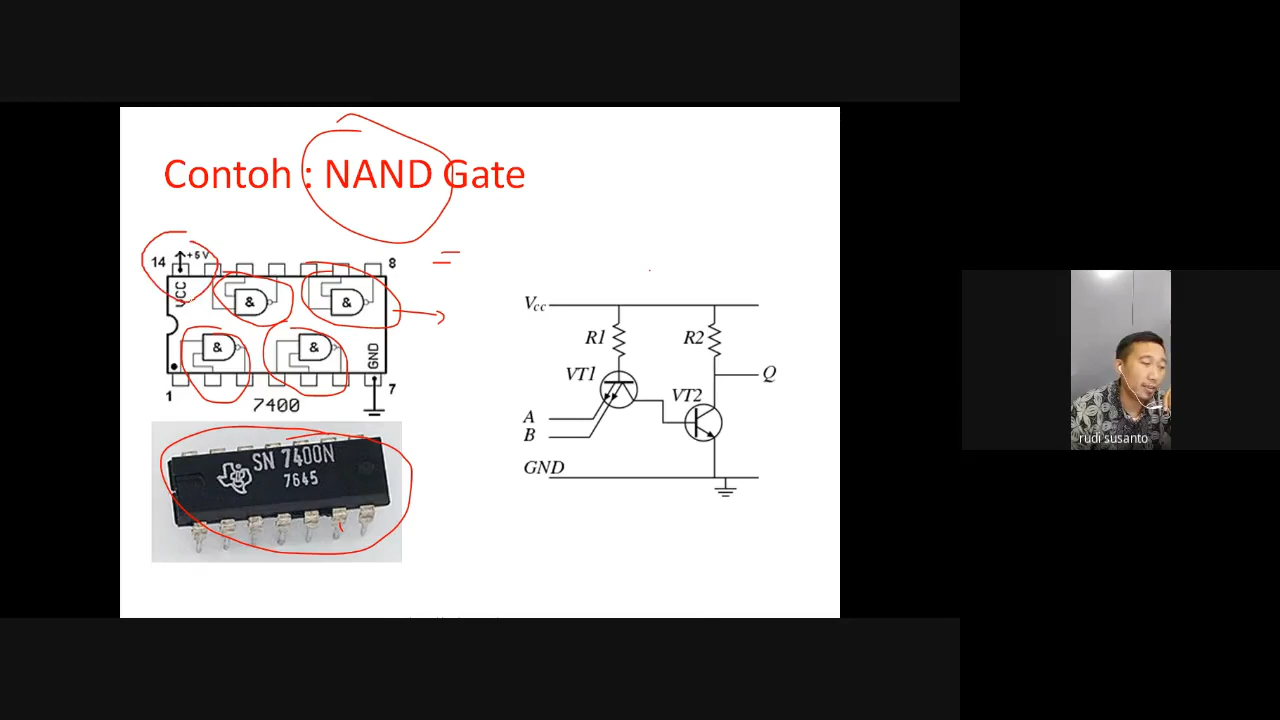 Contoh : NAND Gate
14
+5V
8
VCC
&
&
&
&
GND
1
7400
7
SN 7400N
7645
Vcc
R1
R2
VT1
Q
VT2
A
B
GND
rudi susanto